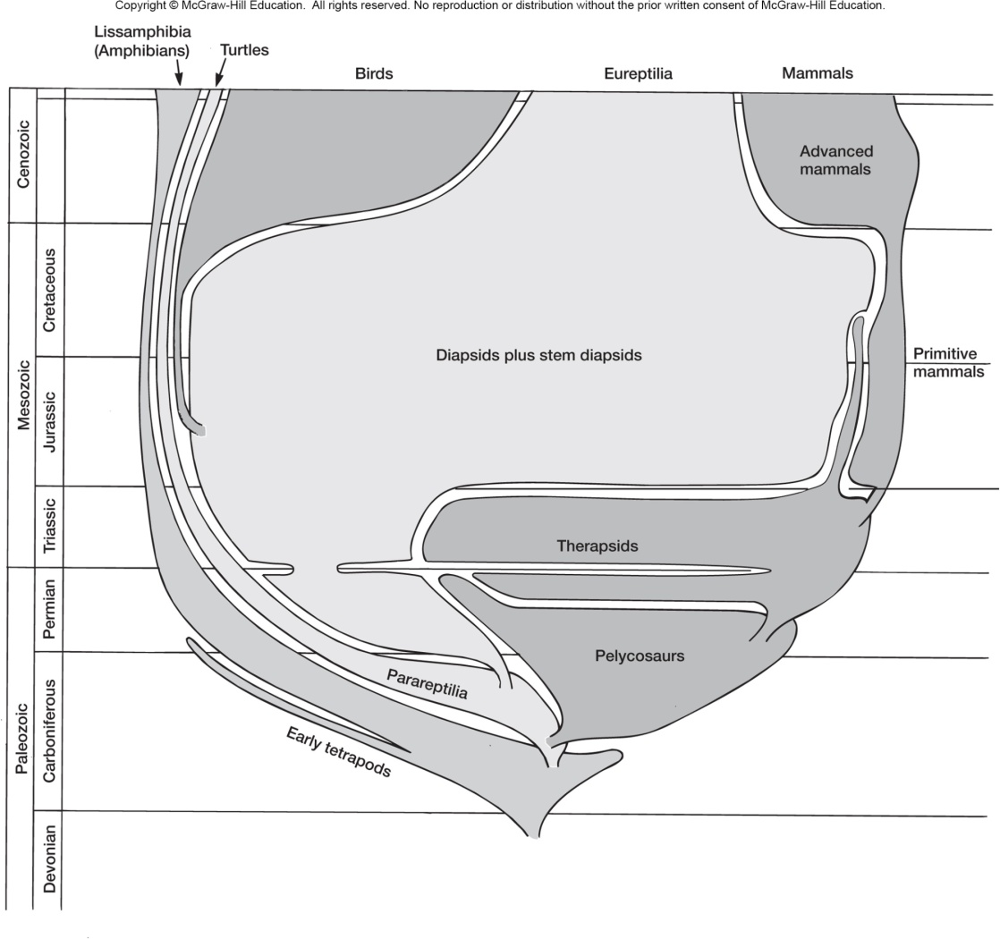 Copyright © McGraw-Hill Education. All rights reserved. No reproduction or distribution without the prior written consent of McGraw-Hill Education.
Lissamphibia
(Amphibians)
Turtles
Birds
Eureptilia
Mammals
Cenozoic
Advanced
mammals
Mesozoic
Cretaceous
Diapsids plus stem diapsids
Primitive
mammals
Jurassic
Triassic
Therapsids
Paleozoic
Permian
Pelycosaurs
Parareptilia
Carboniferous
Early tetrapods
Devonian